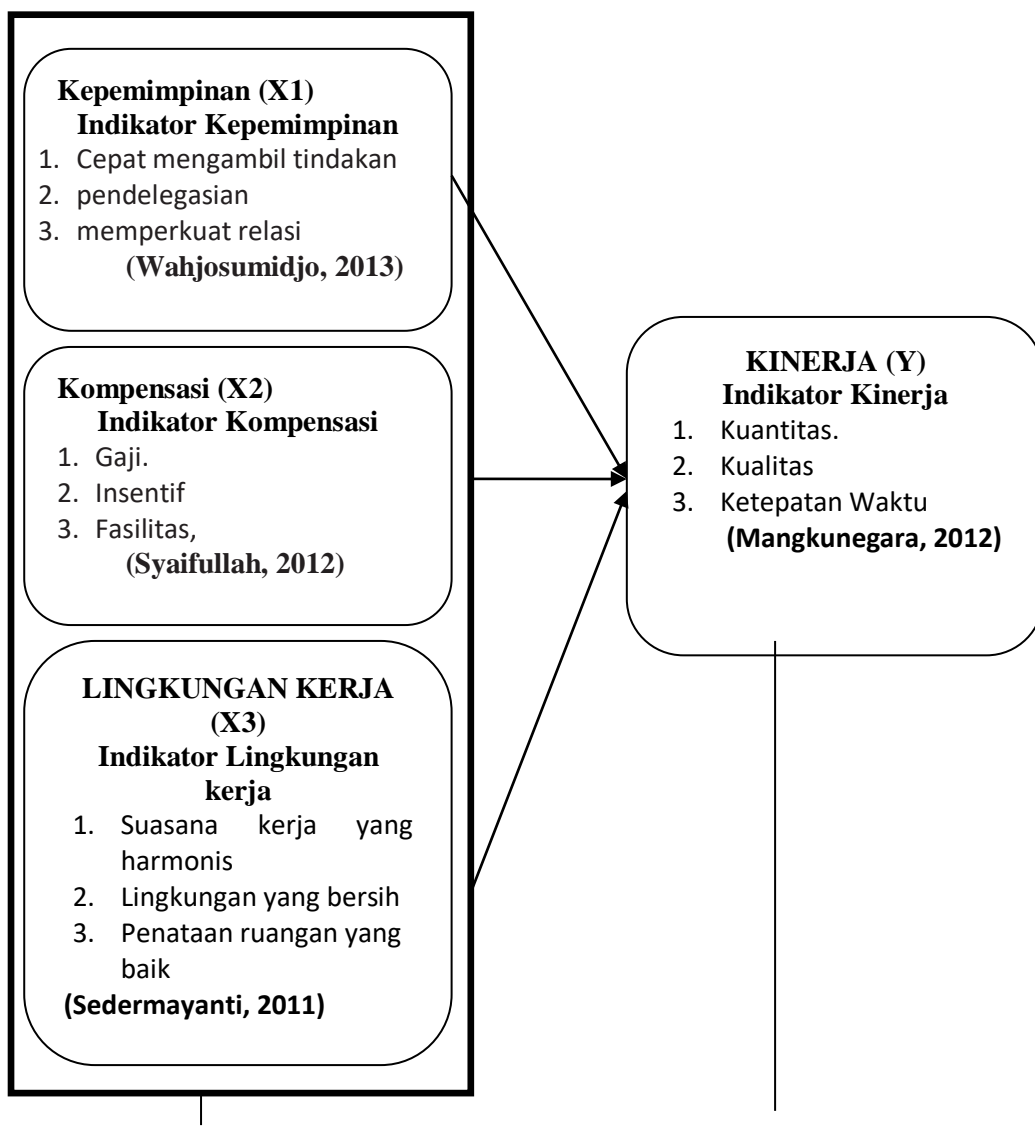 Kepemimpinan (X1)
Indikator Kepemimpinan
1. Cepat mengambil tindakan
2. pendelegasian
3. memperkuat relasi
(Wahjosumidjo, 2013)
Kompensasi (X2)
Indikator Kompensasi
1. Gaji.
2. Insentif
3. Fasilitas,
(Syaifullah, 2012)
LINGKUNGAN KERJA
(X3)
Indikator Lingkungan
kerja
1. Suasana kerja yang
harmonis
2. Lingkungan yang bersih
3. Penataan ruangan yang
baik
(Sedermayanti, 2011)
KINERJA (Y)
Indikator Kinerja
1. Kuantitas.
2. Kualitas
3. Ketepatan Waktu
(Mangkunegara, 2012)